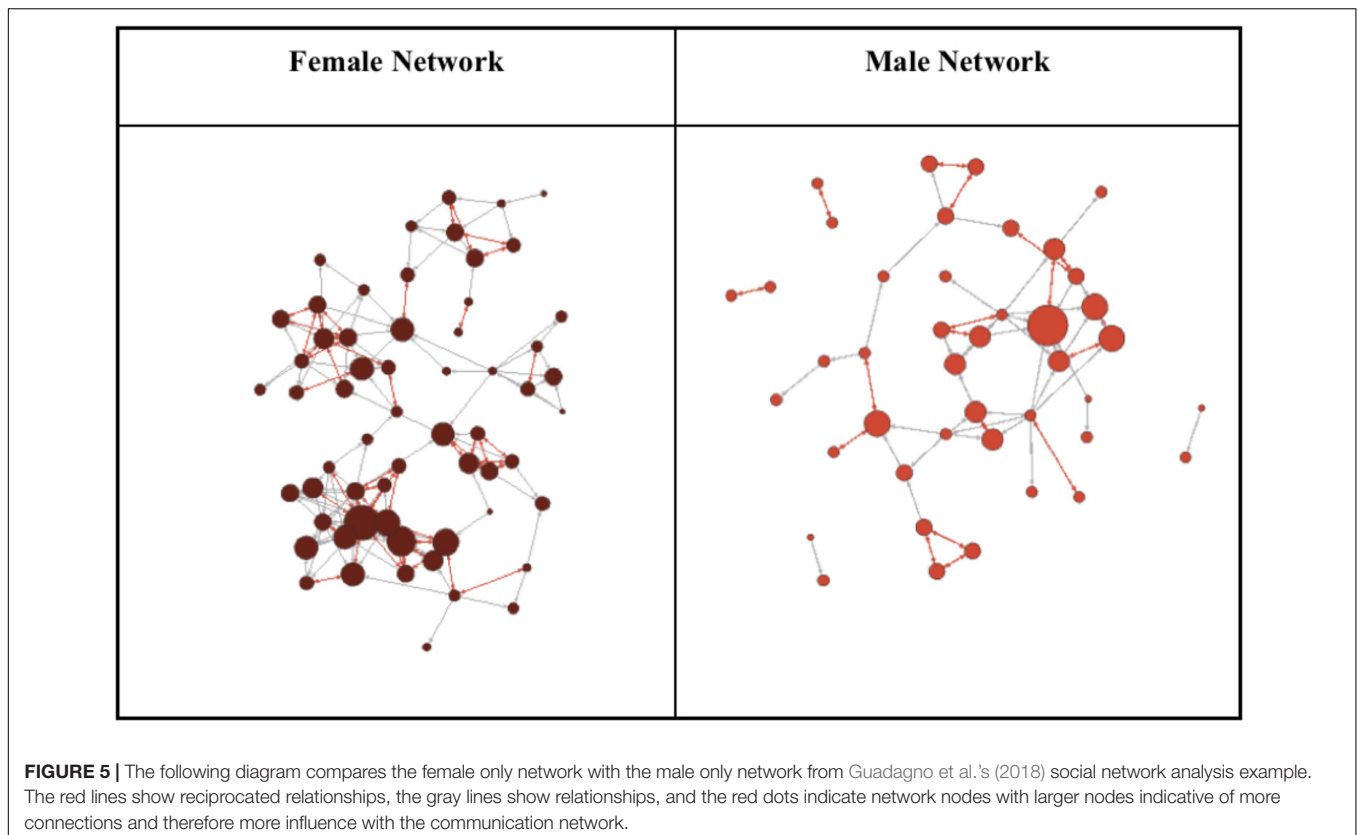 Female Network
Male Network
FIGURE 5 | The following diagram compares the female only network with the male only network from Guadagno et al.'s (2018) social network analysis example.
The red lines show reciprocated relationships, the gray lines show relationships, and the red dots indicate network nodes with larger nodes indicative of more
connections and therefore more influence with the communication network.